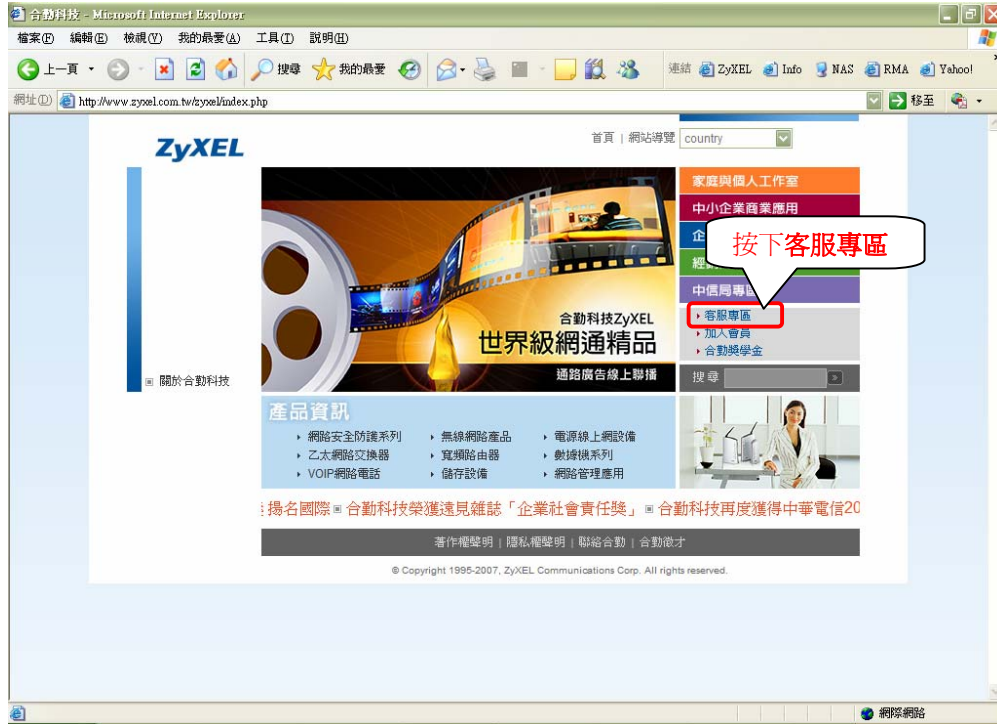 合勤科技 - Microsoft Internet Explorer
檔案(F) 編輯(E) 檢視(V) 我的最愛(A) 工具(T) 說明(H)
上一頁 搜尋 我的最愛 連結 ZyXEL Info NAS RMA Yahoo!
網址(D) http://www.zyxel.com.tw/zyxel/index.php 移至
ZyXEL
首頁 | 網站導覽 country
家庭與個人工作室
中小企業商業應用
企
按下客服專區
經
中信局專區
客服專區
加入會員
合勤獎學金
搜尋
合勤科技ZyXEL
世界級網通精品
通路廣告線上聯播
關於合勤科技
產品資訊
網路安全防護系列 無線網路產品 電源線上網設備
乙太網路交換器 寬頻路由器 數據機系列
VOIP網路電話 儲存設備 網路管理應用
揚名國際 合勤科技榮獲遠見雜誌「企業社會責任獎」 合勤科技再度獲得中華電信20
著作權聲明 | 隱私權聲明 | 聯絡合勤 | 合勤徵才
© Copyright 1995-2007, ZyXEL Communications Corp. All rights reserved.
網際網路